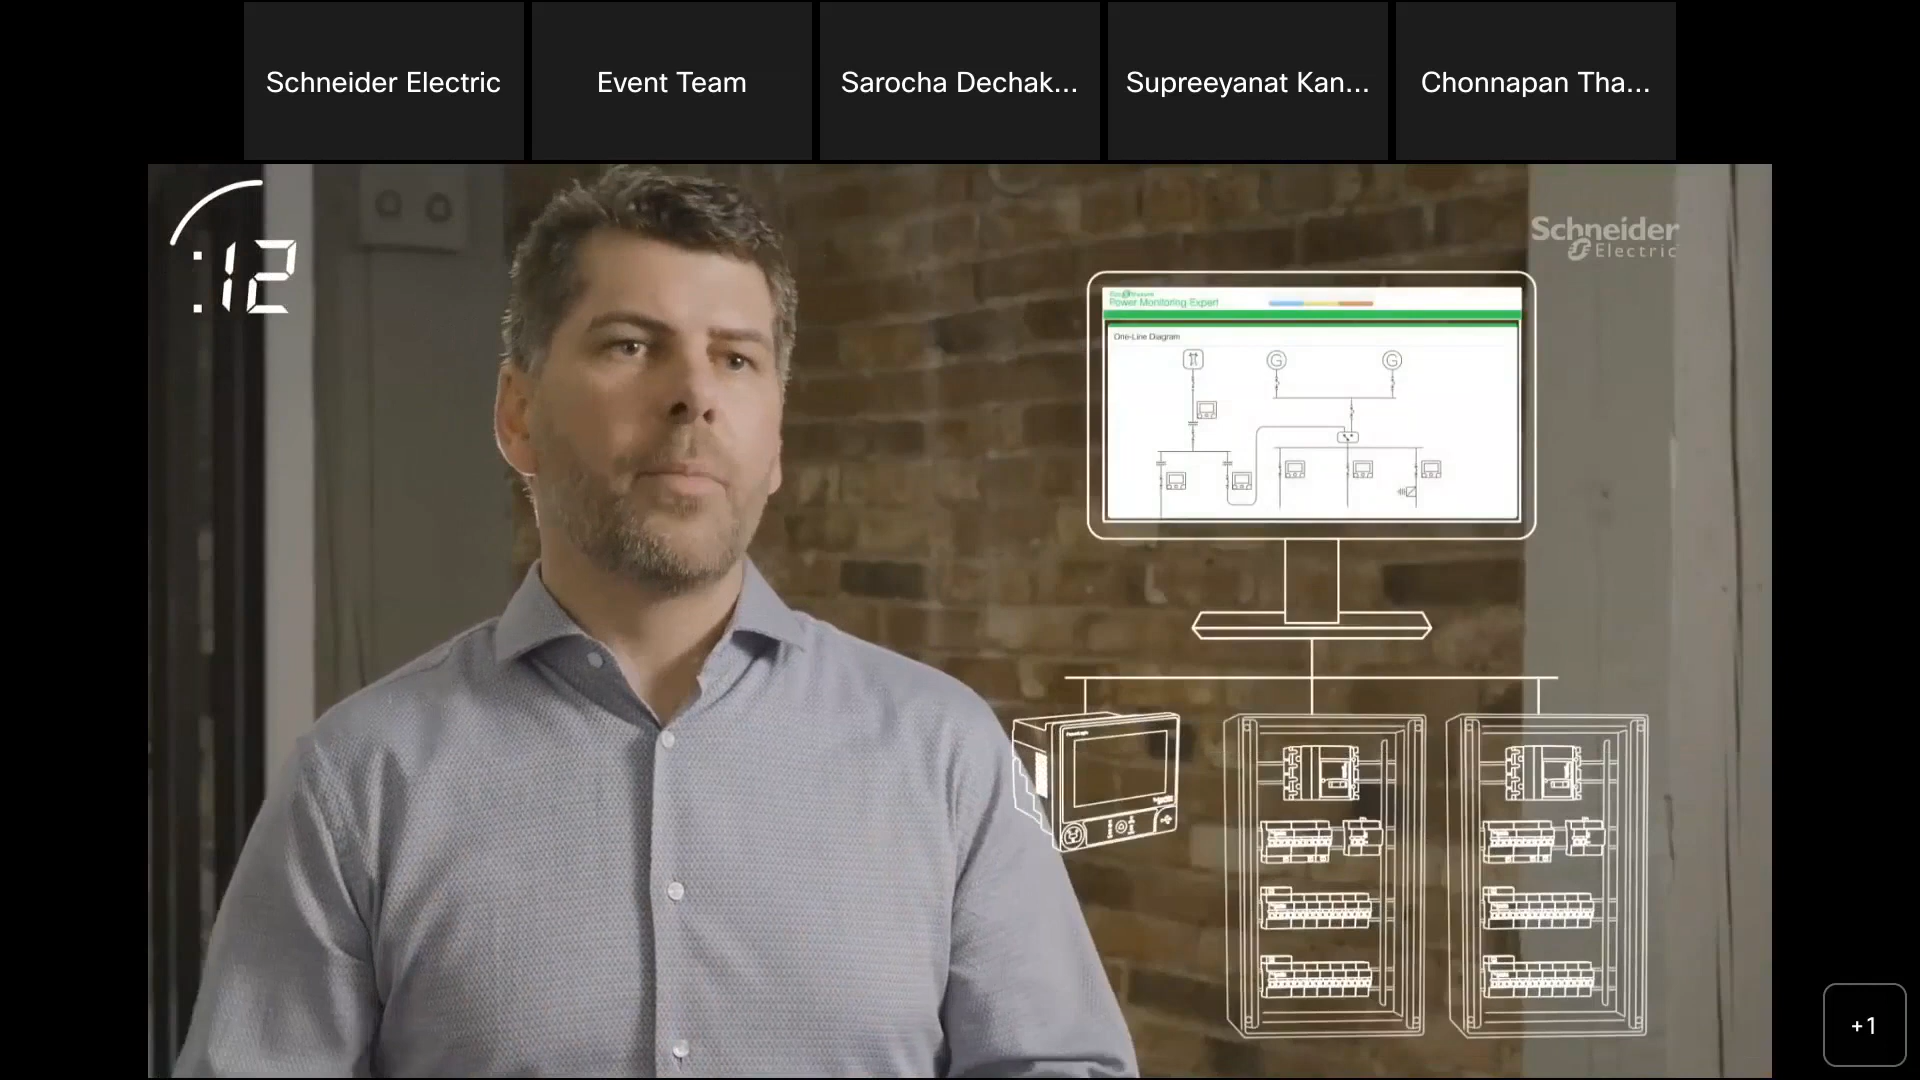 Schneider Electric
Event Team
Sarocha Dechak...
Supreeyanat Kan...
Chonnapan Tha...
:12
Schneider
Electric
Power Monitoring Expert
One-Line Diagram
G
G
+1